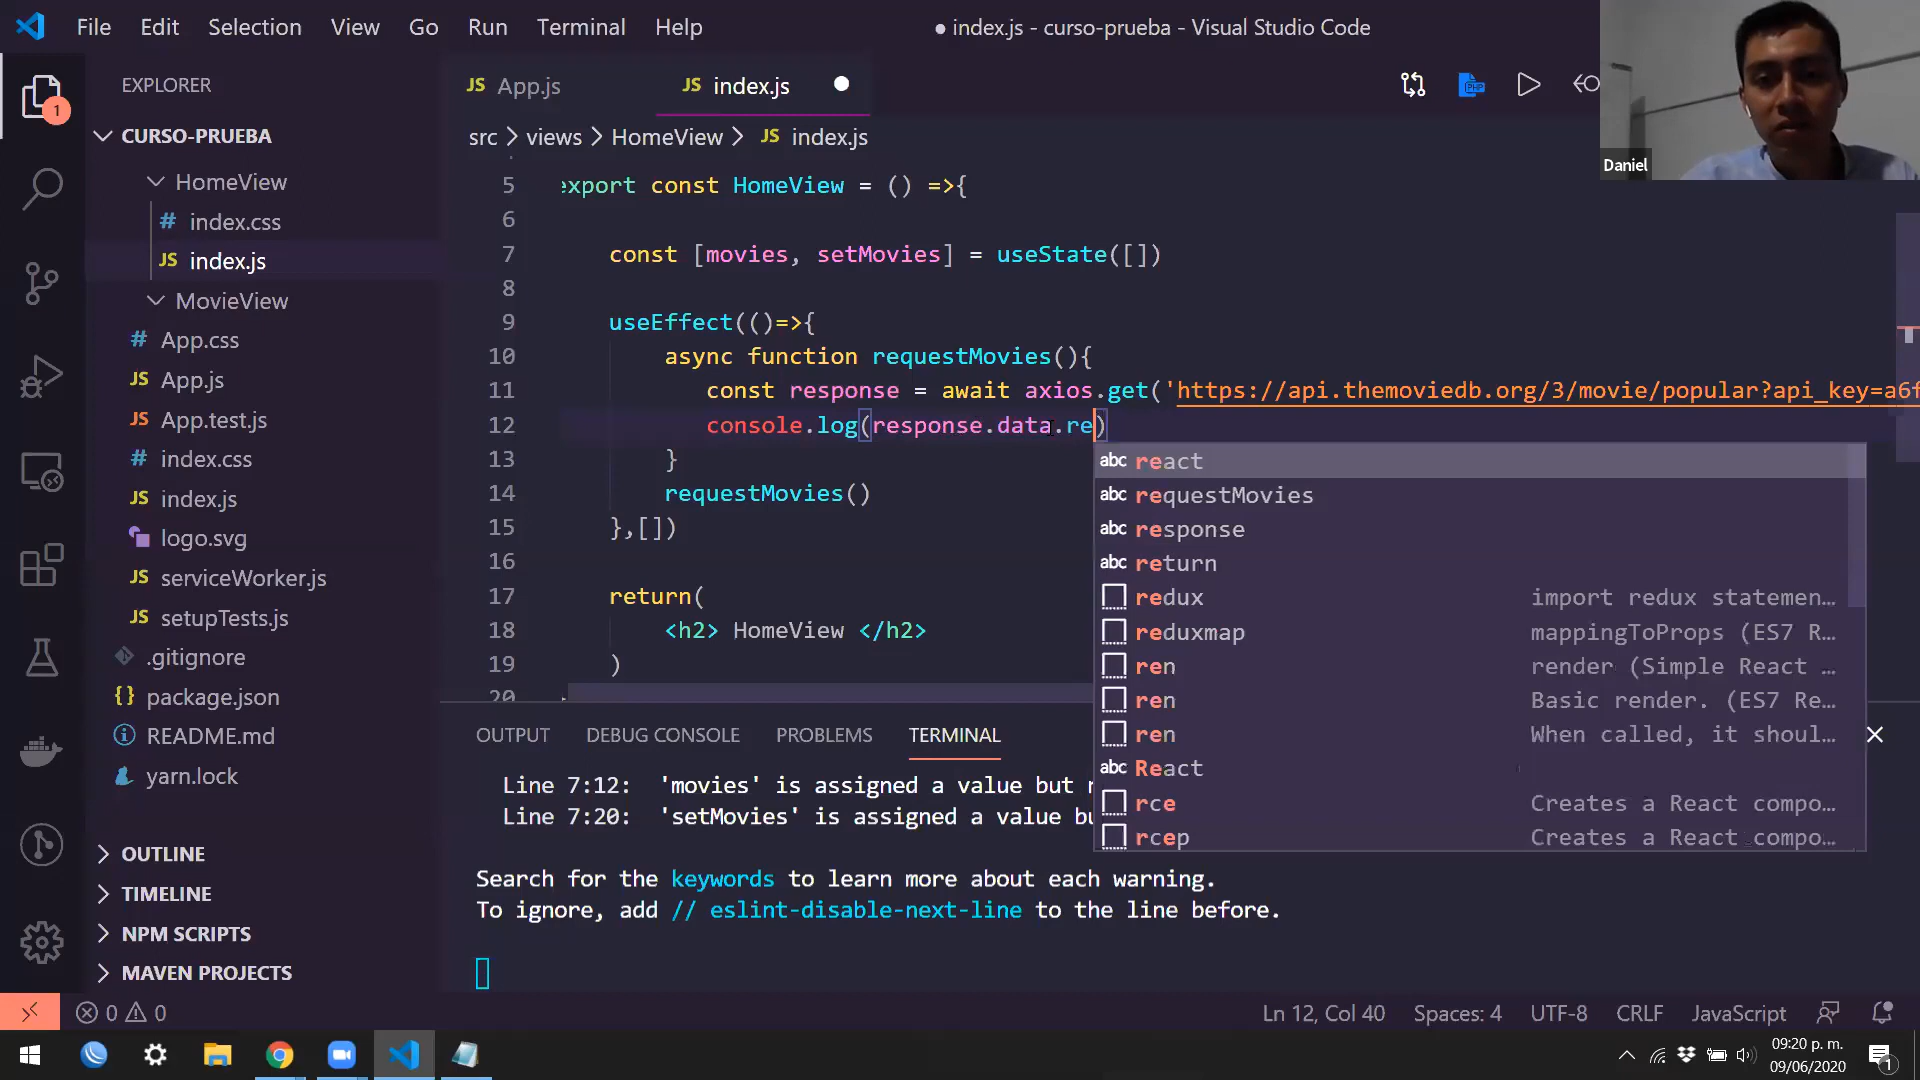 File Edit Selection View Go Run Terminal Help
● index.js - curso-prueba - Visual Studio Code
Daniel
EXPLORER
1
CURSO-PRUEBA
HomeView
# index.css
JS index.js
MovieView
# App.css
JS App.js
JS App.test.js
# index.css
JS index.js
logo.svg
JS serviceWorker.js
JS setupTests.js
.gitignore
{} package.json
README.md
yarn.lock
OUTLINE
TIMELINE
NPM SCRIPTS
MAVEN PROJECTS
JS App.js
JS index.js
PHP
src > views > HomeView > JS index.js
5 export const HomeView = () =>{
6
7 const [movies, setMovies] = useState([])
8
9 useEffect(()=>{
10 async function requestMovies(){
11 const response = await axios.get('https://api.themoviedb.org/3/movie/popular?api_key=a6f
12 console.log(response.data.re)
13 }
14 requestMovies()
15 },[])
16
17 return(
18 <h2> HomeView </h2>
19 )
20
abc react
abc requestMovies
abc response
abc return
redux import redux statemen…
reduxmap mappingToProps (ES7 R…
ren render (Simple React …
ren Basic render. (ES7 Re…
ren When called, it shoul…
abc React
rce Creates a React compo…
rcep Creates a React compo…
OUTPUT DEBUG CONSOLE PROBLEMS TERMINAL
Line 7:12: 'movies' is assigned a value but
Line 7:20: 'setMovies' is assigned a value
Search for the keywords to learn more about each warning.
To ignore, add // eslint-disable-next-line to the line before.
0 0
Ln 12, Col 40 Spaces: 4 UTF-8 CRLF JavaScript
09:20 p. m.
09/06/2020
1